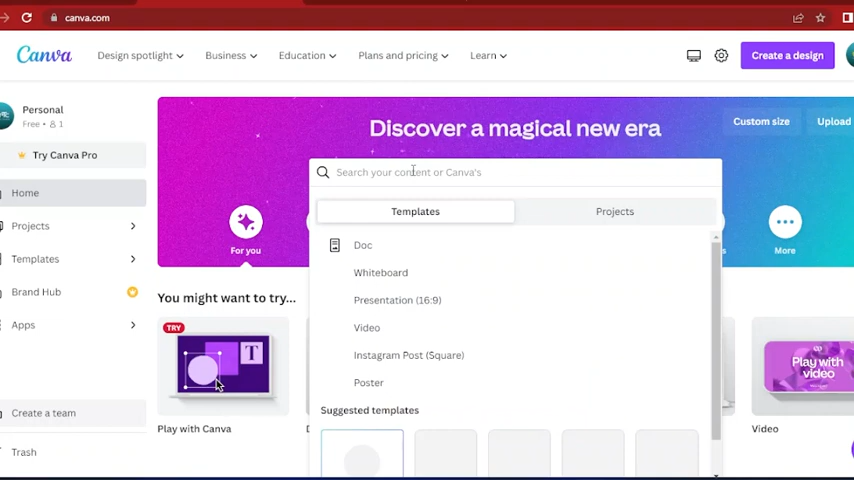 canva.com
Canva
Design spotlight
Business
Education
Plans and pricing
Learn
Create a design
Personal
Free • 1
Try Canva Pro
Home
Projects
Templates
Brand Hub
Apps
Create a team
Trash
Discover a magical new era
Custom size
Upload
Search your content or Canva's
Templates
Projects
Doc
Whiteboard
Presentation (16:9)
Video
Instagram Post (Square)
Poster
Suggested templates
For you
More
You might want to try...
TRY
T
Play with Canva
Play with
video
Video